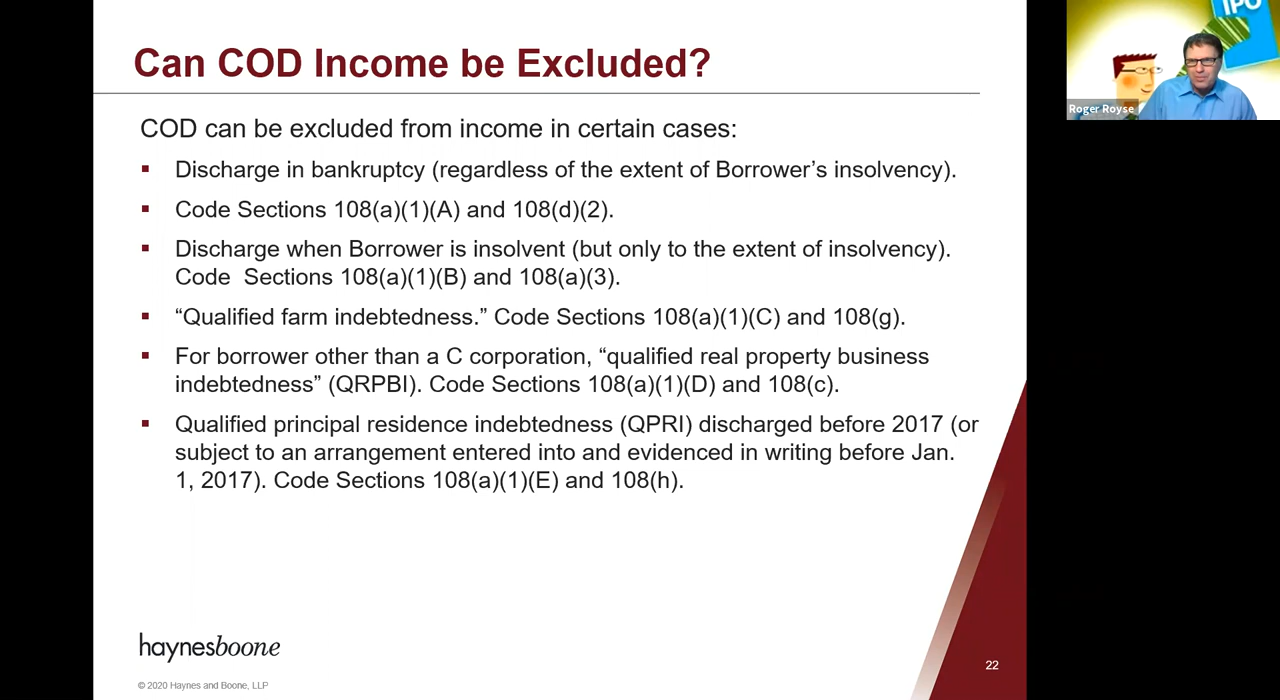 Can COD Income be Excluded?
COD can be excluded from income in certain cases:
▪ Discharge in bankruptcy (regardless of the extent of Borrower’s insolvency).
▪ Code Sections 108(a)(1)(A) and 108(d)(2).
▪ Discharge when Borrower is insolvent (but only to the extent of insolvency).
Code  Sections 108(a)(1)(B) and 108(a)(3).
▪ “Qualified farm indebtedness.” Code Sections 108(a)(1)(C) and 108(g).
▪ For borrower other than a C corporation, “qualified real property business
indebtedness” (QRPBI). Code Sections 108(a)(1)(D) and 108(c).
▪ Qualified principal residence indebtedness (QPRI) discharged before 2017 (or
subject to an arrangement entered into and evidenced in writing before Jan.
1, 2017). Code Sections 108(a)(1)(E) and 108(h).
haynesboone
© 2020 Haynes and Boone, LLP
22
IPO
Roger Royse